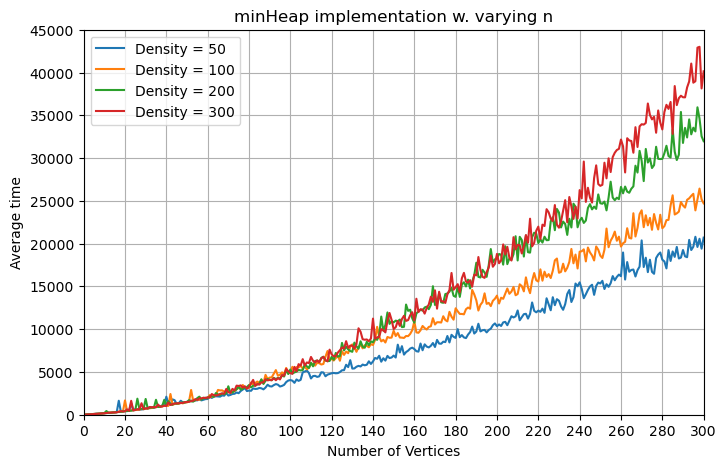 minHeap implementation w. varying n
Density = 50
Density = 100
Density = 200
Density = 300
Average time
45000
40000
35000
30000
25000
20000
15000
10000
5000
0
0 20 40 60 80 100 120 140 160 180 200 220 240 260 280 300
Number of Vertices